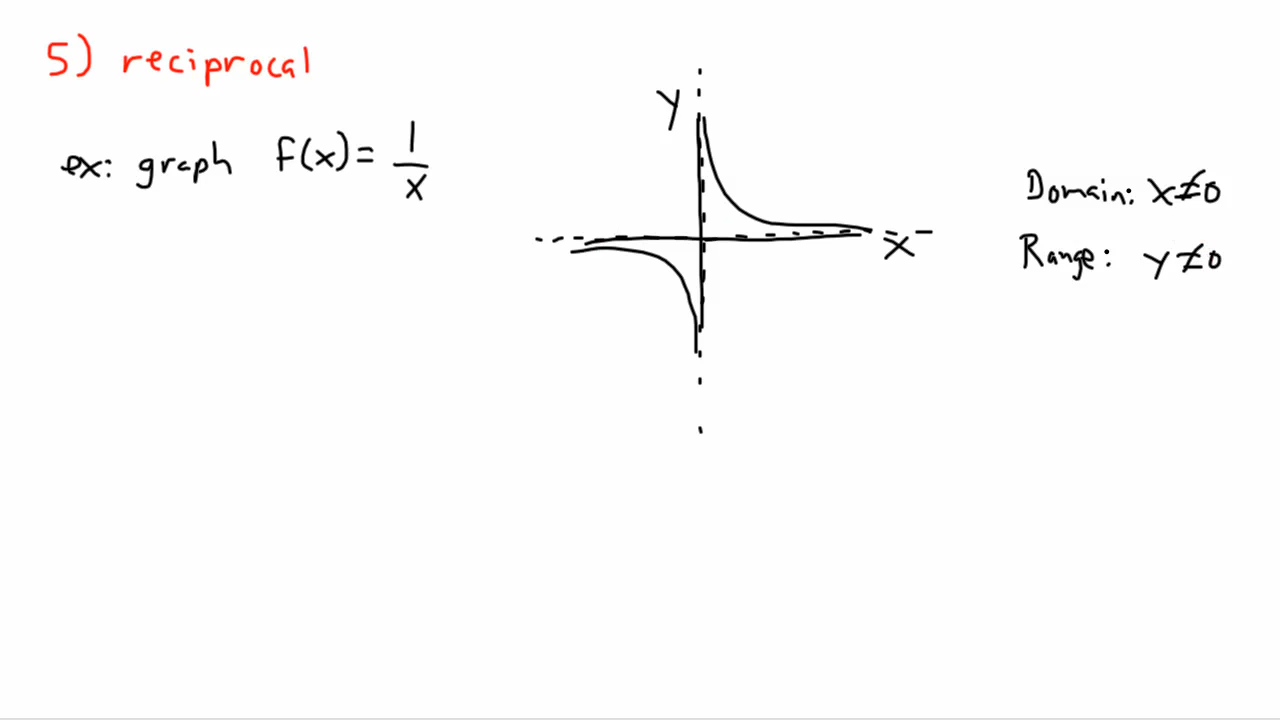 5) reciprocal
ex: graph f(x) = 1/x
y
x
Domain: x≠0
Range: y≠0